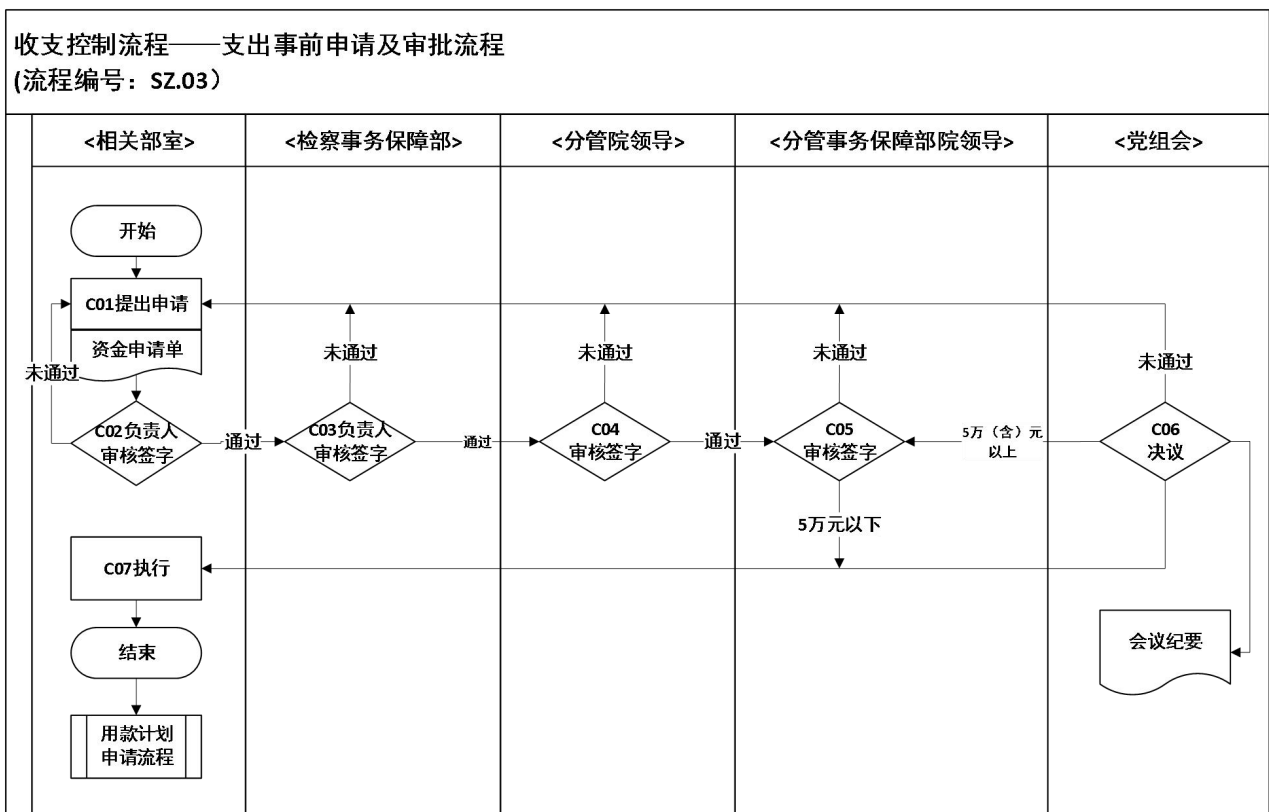 收支控制流程——支出事前申请及审批流程
(流程编号：SZ.03）
<相关部室>
<检察事务保障部>
<分管院领导>
<分管事务保障部院领导>
<党组会>
开始
C01提出申请
资金申请单
未通过
未通过
未通过
未通过
未通过
C02负责人
审核签字
通过
C03负责人
审核签字
通过
C04
审核签字
通过
C05
审核签字
5万（含）元
以上
C06
决议
5万元以下
C07执行
结束
会议纪要
用款计划
申请流程